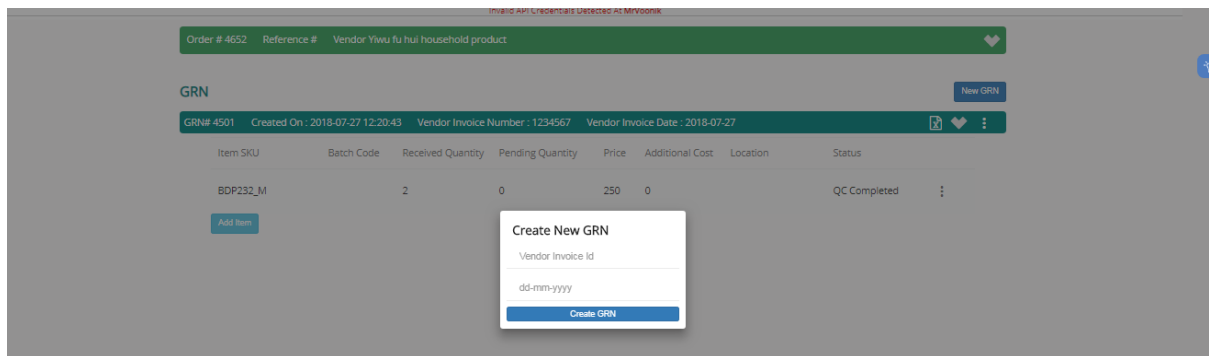 Invalid API Credentials Detected At MrVoonik
Order # 4652 Reference # Vendor Yiwu fu hui household product
GRN
New GRN
GRN# 4501 Created On : 2018-07-27 12:20:43 Vendor Invoice Number : 1234567 Vendor Invoice Date : 2018-07-27
Item SKU Batch Code Received Quantity Pending Quantity Price Additional Cost Location Status
BDP232_M 2 0 250 0 QC Completed
Add Item
Create New GRN
Vendor Invoice Id
dd-mm-yyyy
Create GRN